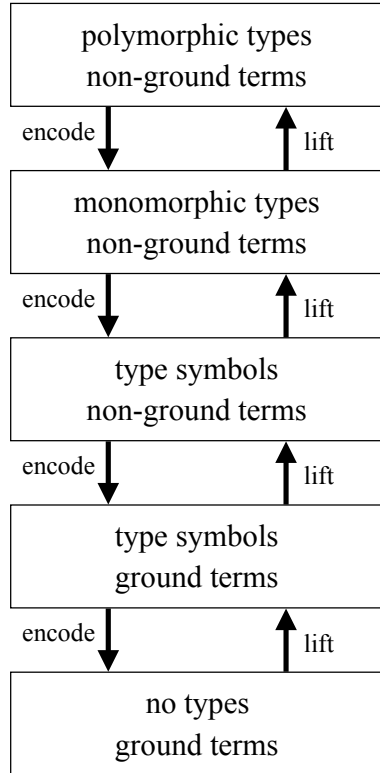 polymorphic types
non-ground terms
encode
lift
monomorphic types
non-ground terms
encode
lift
type symbols
non-ground terms
encode
lift
type symbols
ground terms
encode
lift
no types
ground terms